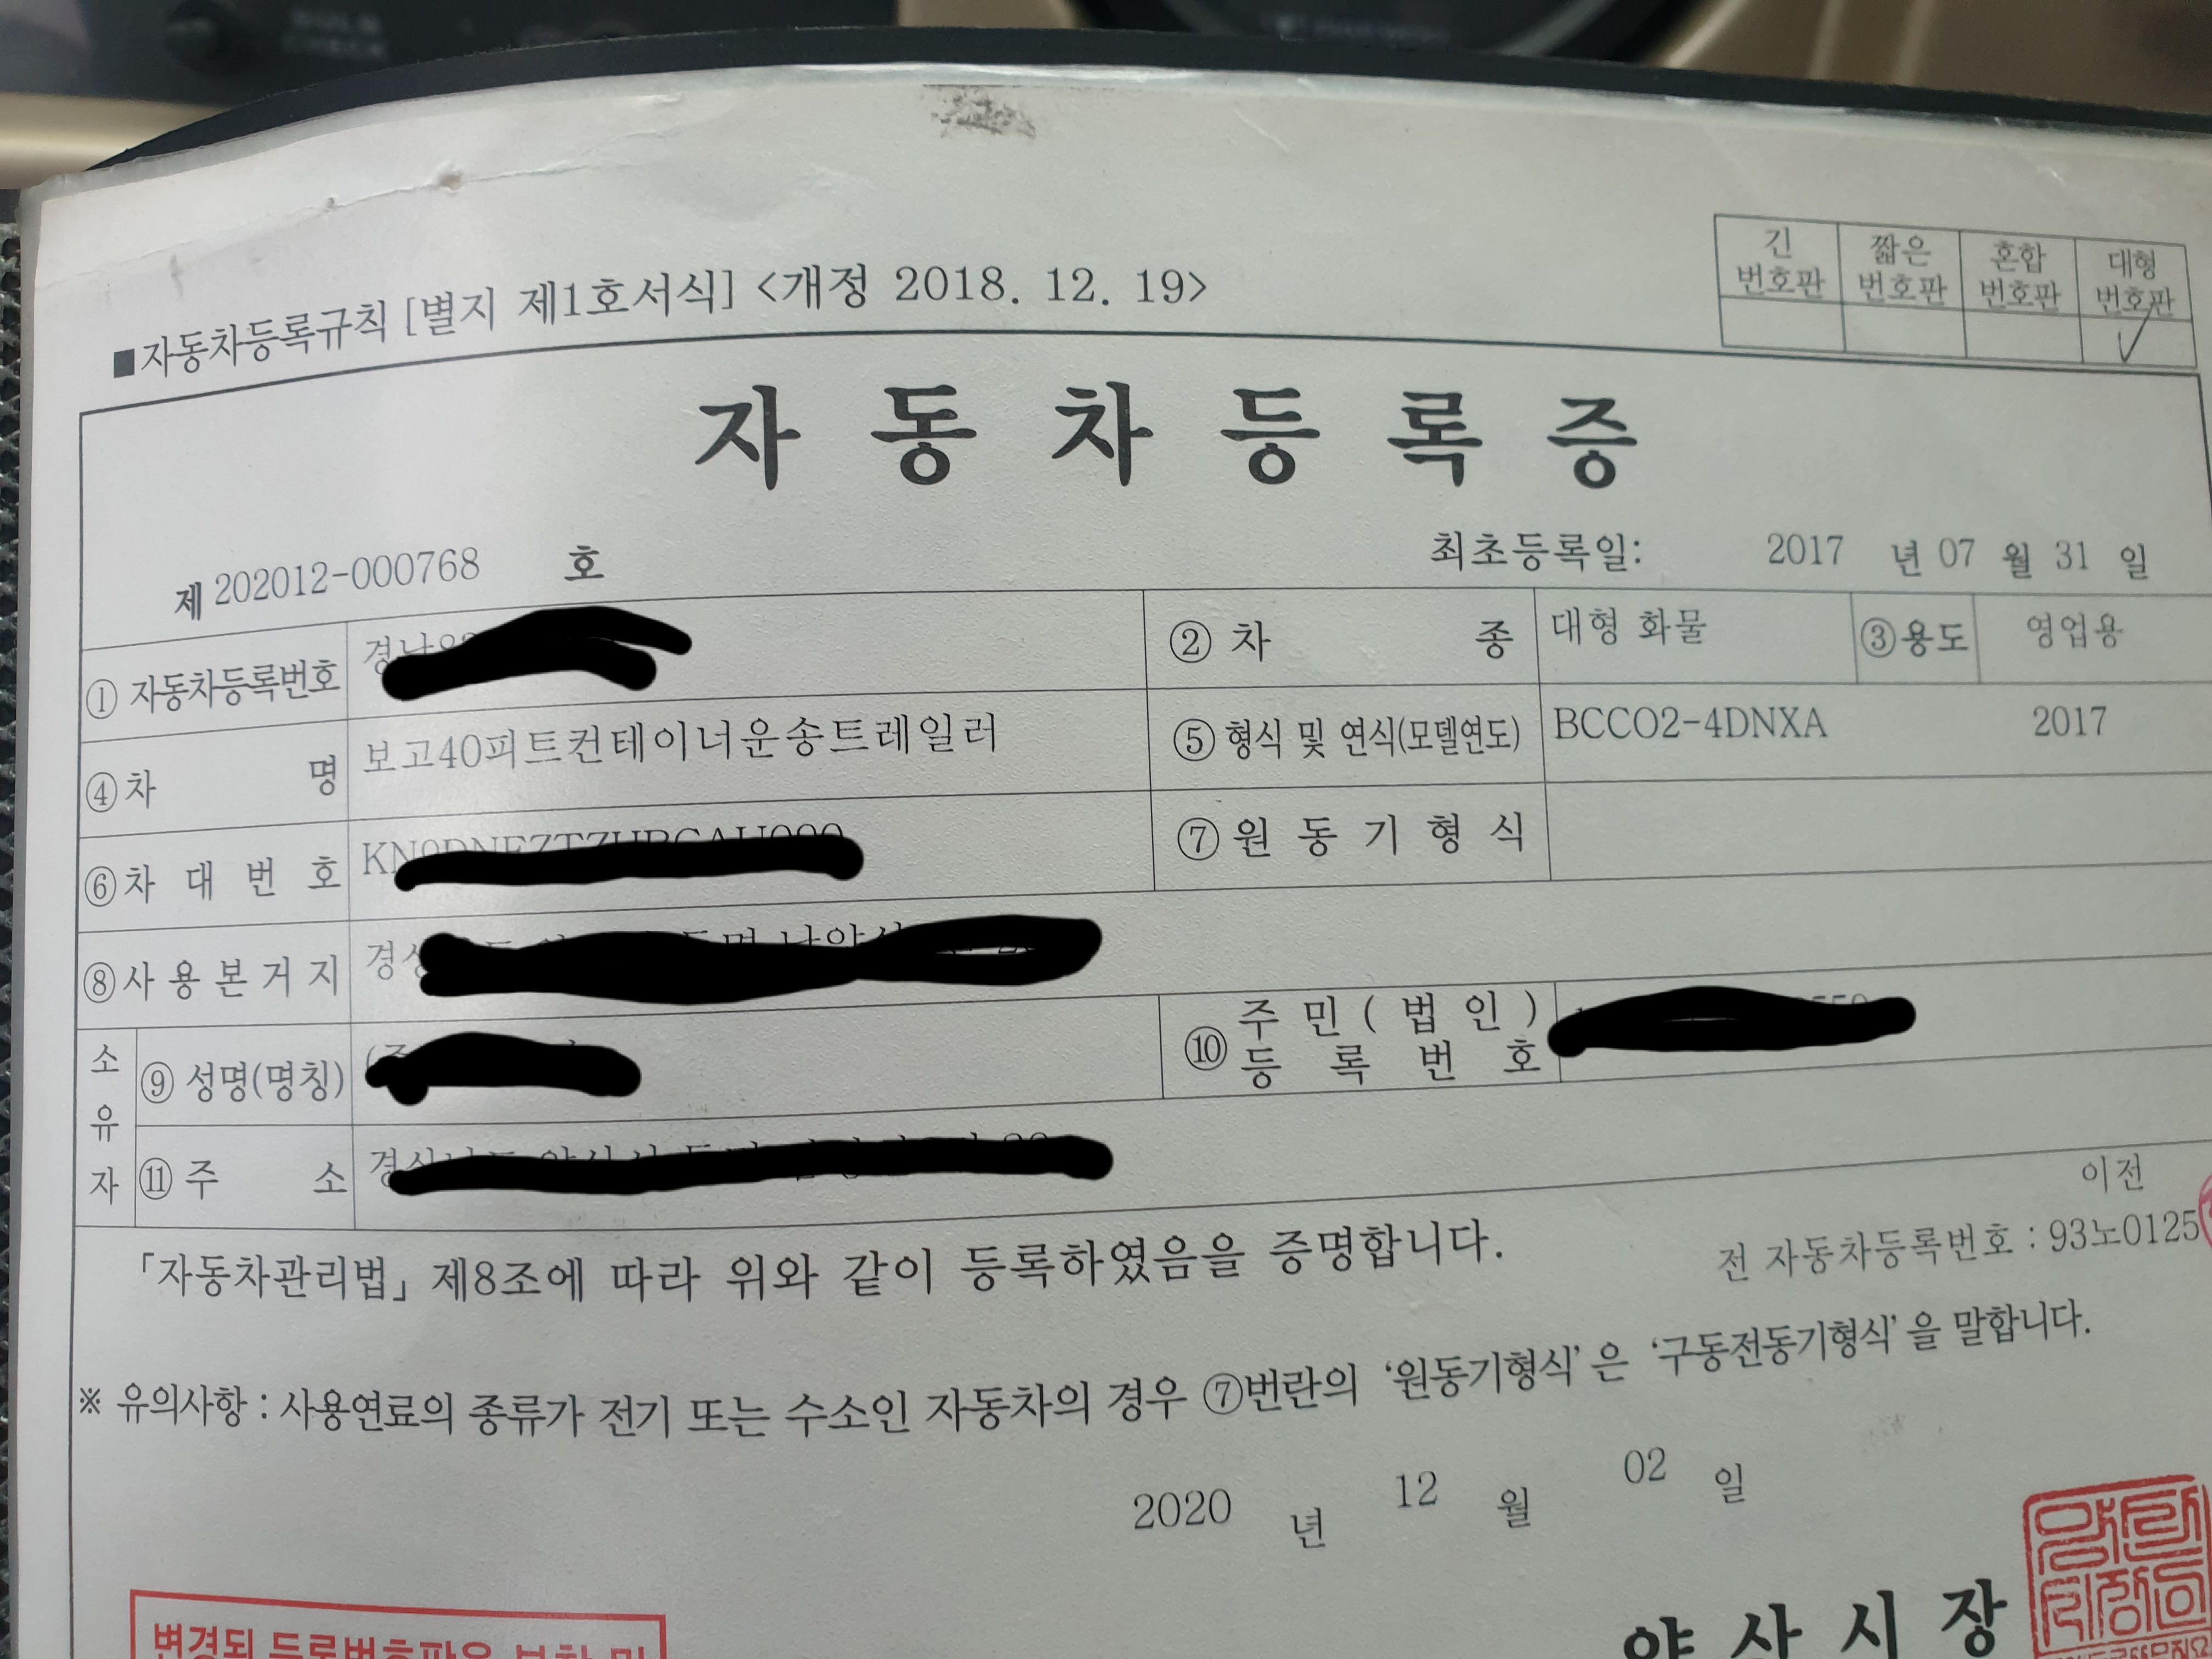 BULB
CHECK
긴
번호판
짧은
번호판
혼합
번호판
대형
번호판
■자동차등록규칙 [별지 제1호서식] <개정 2018. 12. 19>
자동차등록증
제 202012-000768 호
최초등록일: 2017 년 07 월 31 일
① 자동차등록번호
② 차 종 대형 화물 ③용도 영업용
④차 명 보고40피트컨테이너운송트레일러
⑤ 형식 및 연식(모델연도) BCCO2-4DNXA 2017
⑥차 대 번 호
⑦ 원 동 기 형 식
⑧사 용 본 거 지
소유자
⑨ 성명(명칭)
⑩ 주 민 ( 법 인 )
등 록 번 호
⑪ 주 소
이전
「자동차관리법」 제8조에 따라 위와 같이 등록하였음을 증명합니다.
전 자동차등록번호 : 93노0125
※ 유의사항 : 사용연료의 종류가 전기 또는 수소인 자동차의 경우 ⑦번란의 ‘원동기형식’은 ‘구동전동기형식’을 말합니다.
2020 년 12 월 02 일
양 산 시 장
변경된 등록번호판을